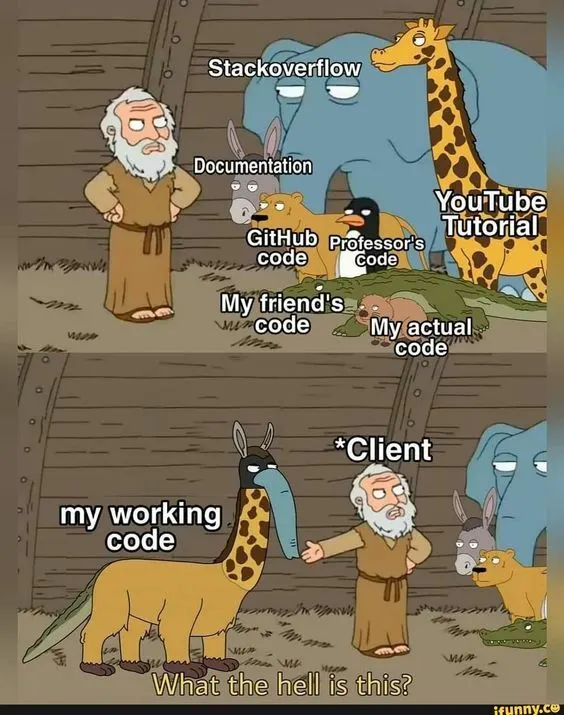 Stackoverflow
Documentation
YouTube
Tutorial
GitHub
code
Professor's
code
My friend's
code
My actual
code
*Client
my working
code
What the hell is this?
ifunny.co